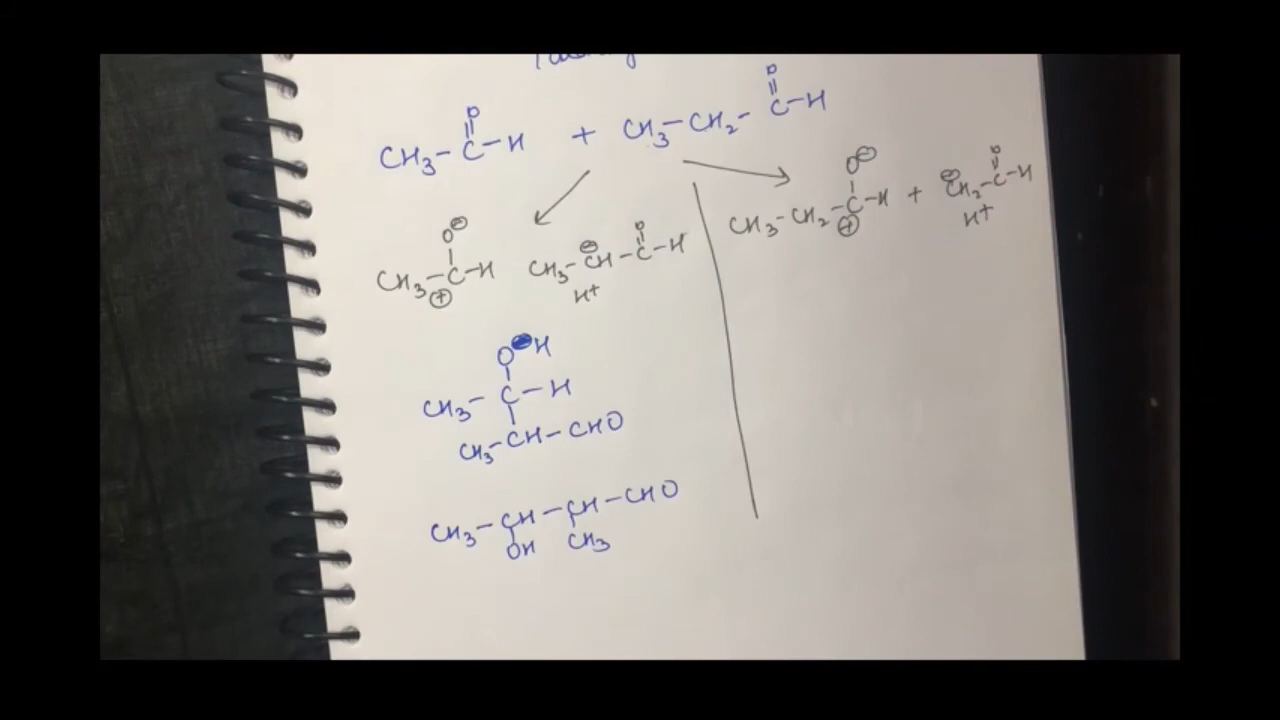 O O
CH3-C-H + CH3-CH2-C-H
O⊖ O O⊖ O
CH3-C-H CH3-CH-C-H CH3-CH2-C-H + CH2-C-H
⊕ ⊖ H+ ⊕ ⊖ H+
OH
CH3-C-H
CH3-CH-CHO
CH3-CH-CH-CHO
OH CH3